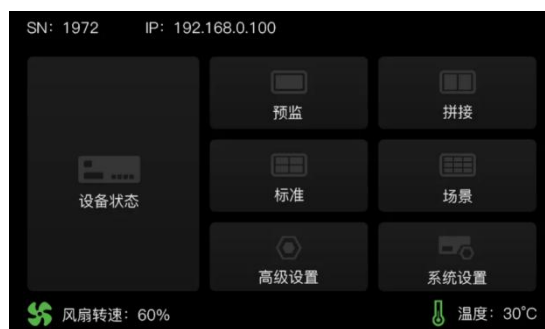 SN: 1972 IP: 192.168.0.100
预监 拼接
设备状态
标准 场景
高级设置 系统设置
风扇转速: 60% 温度: 30°C